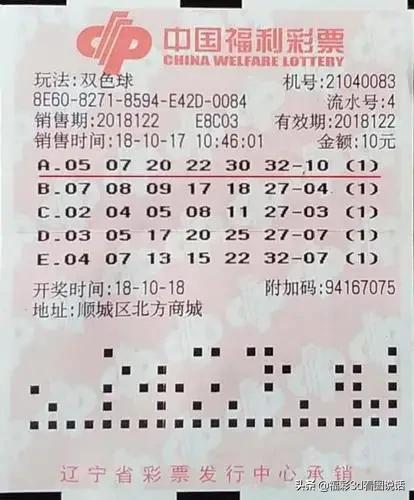 中国福利彩票
CHINA WELFARE LOTTERY
玩法:双色球 机号:21040083
8E60-8271-8594-E42D-0084 流水号:4
销售期:2018122 E8C03 有效期:2018122
销售时间:18-10-17 10:46:01 金额:10元
A.05 07 20 22 30 32-10 (1)
B.07 08 09 17 18 27-04 (1)
C.02 04 05 08 11 27-03 (1)
D.03 05 17 20 25 27-07 (1)
E.04 07 13 15 22 32-07 (1)
开奖时间:18-10-18 附加码:94167075
地址:顺城区北方商城
辽宁省彩票发行中心承销
头条 @福彩3d看图说话